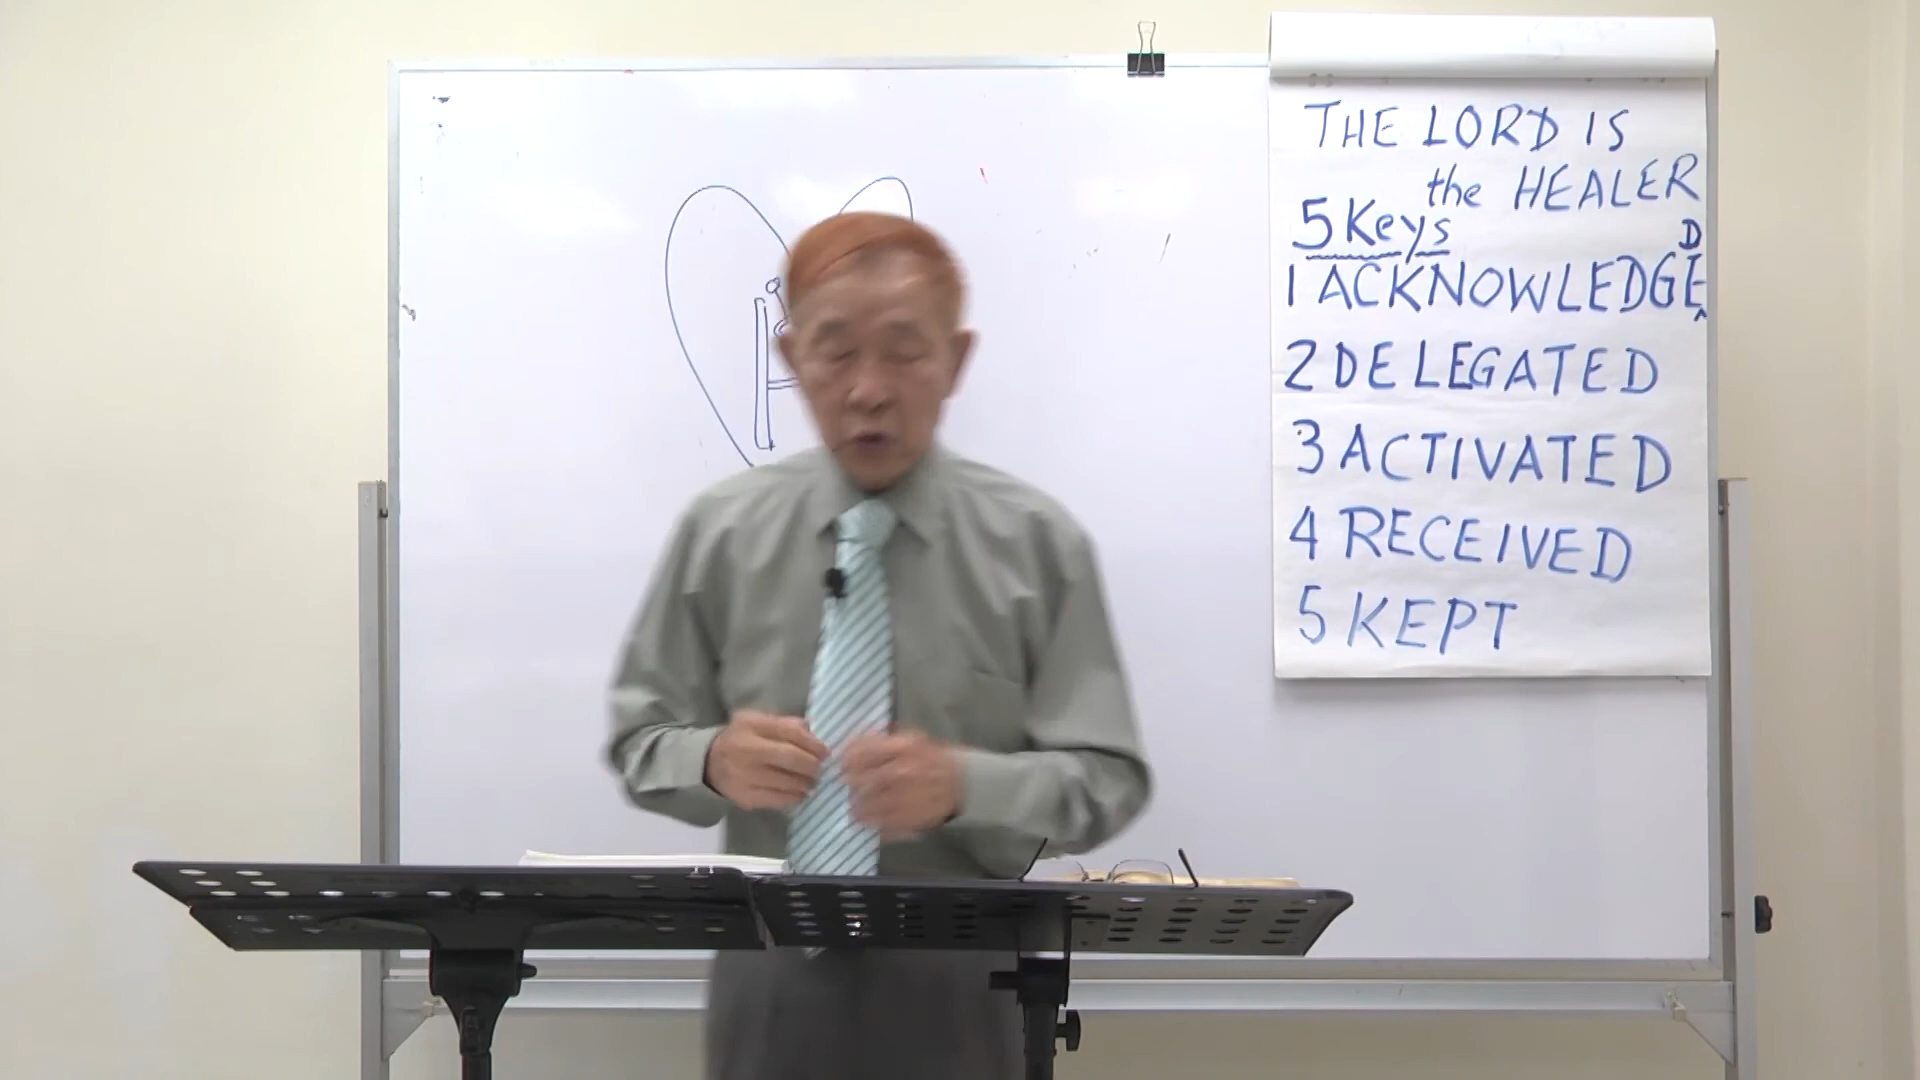 THE LORD IS
the HEALER
5 Keys
1 ACKNOWLEDGED
2 DELEGATED
3 ACTIVATED
4 RECEIVED
5 KEPT